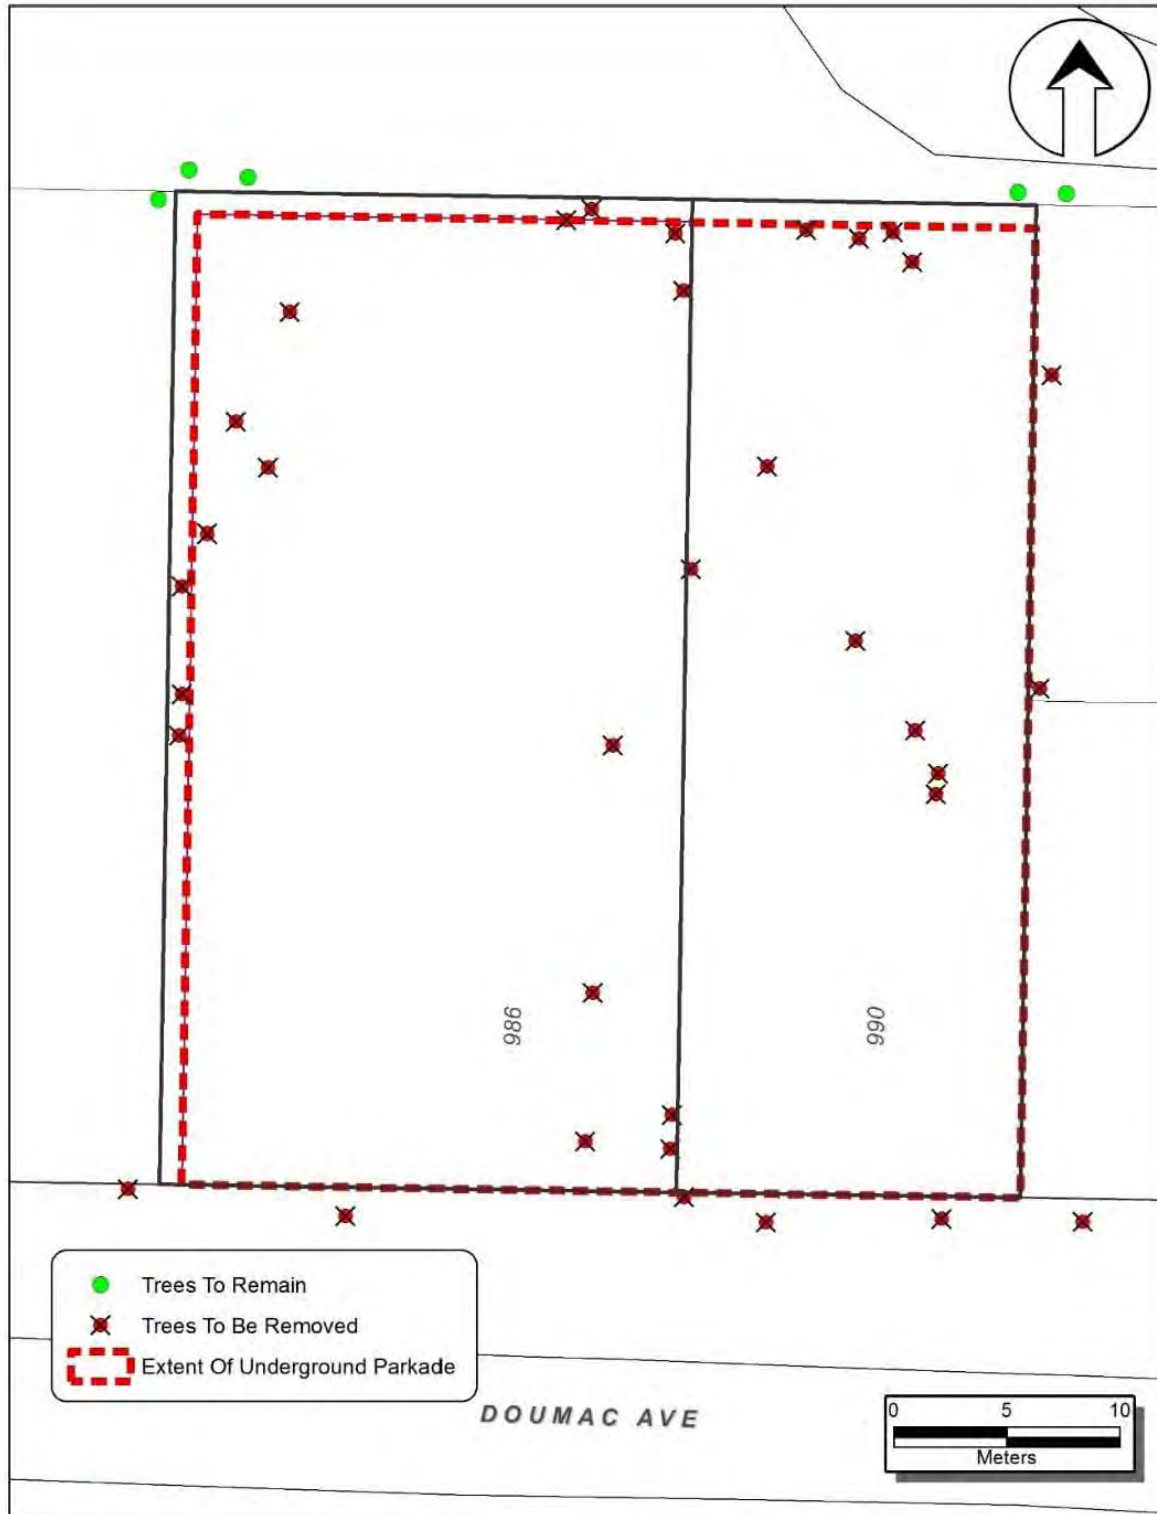 986
990
Trees To Remain
Trees To Be Removed
Extent Of Underground Parkade
DOUMAC AVE
0 5 10
Meters